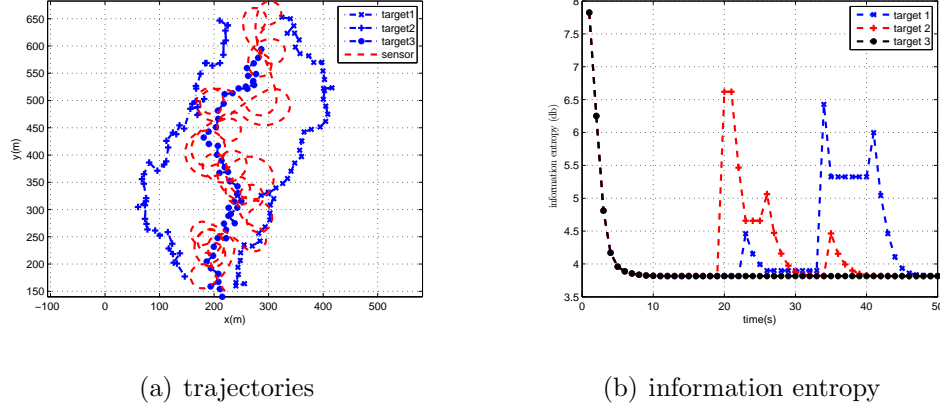 650
600
550
500
450
400
350
300
250
200
150
−100 0 100 200 300 400 500
x(m)
y(m)
target1
target2
target3
sensor
8
7.5
7
6.5
6
5.5
5
4.5
4
3.5
0 10 20 30 40 50
time(s)
information entropy (db)
target 1
target 2
target 3
(a) trajectories
(b) information entropy